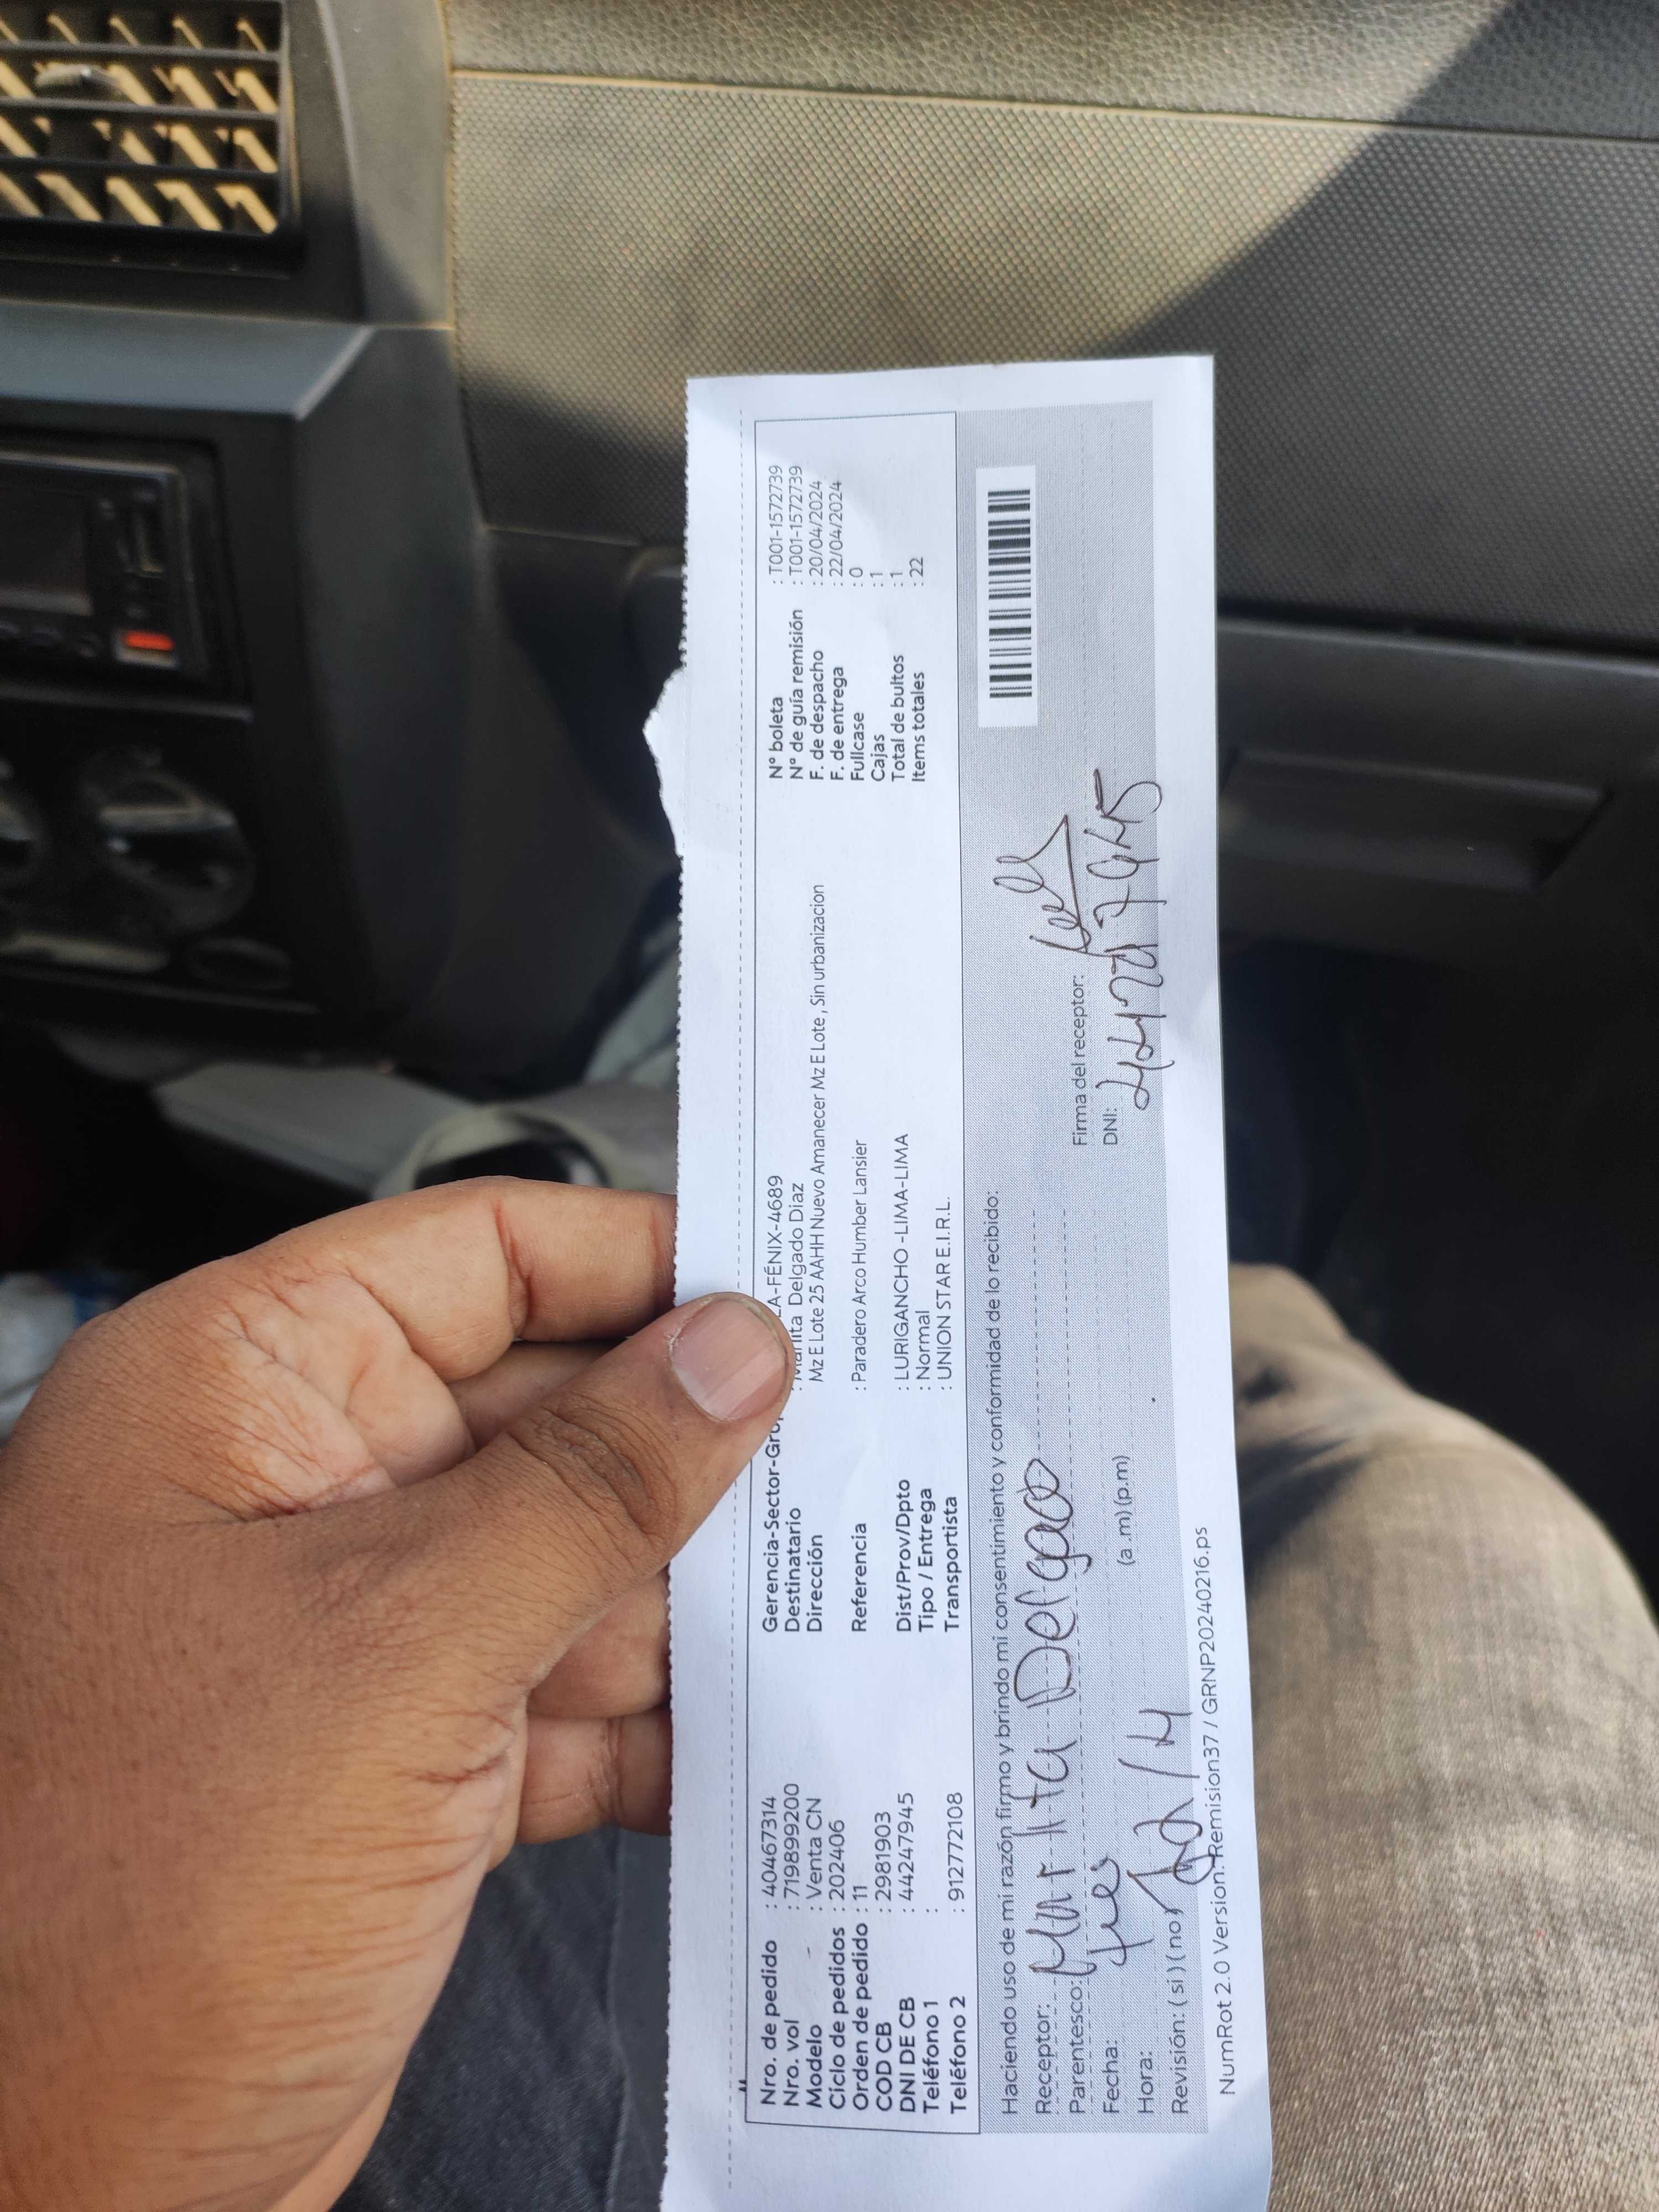 Nro. de pedido : 40467314
Nro. vol : 719899200
Modelo : Venta CN
Ciclo de pedidos : 202406
Orden de pedido : 11
COD CB : 2981903
DNI DE CB : 44247945
Teléfono 1 :
Teléfono 2 : 912772108
Gerencia-Sector-Gru LA-FÉNIX-4689
Destinatario : Marlita Delgado Diaz
Dirección Mz E Lote 25 AAHH Nuevo Amanecer Mz E Lote , Sin urbanizacion
Referencia : Paradero Arco Humber Lansier
Dist/Prov/Dpto : LURIGANCHO -LIMA-LIMA
Tipo / Entrega : Normal
Transportista : UNION STAR E.I.R.L.
N° boleta : T001-1572739
N° de guía remisión : T001-1572739
F. de despacho : 20/04/2024
F. de entrega : 22/04/2024
Fullcase : 0
Cajas : 1
Total de bultos : 1
Items totales : 22
Haciendo uso de mi razón firmo y brindo mi consentimiento y conformidad de lo recibido:
Receptor: Marlita Delgado
Parentesco:
Fecha: 22/4
Hora: (a .m) (p.m)
Revisión: ( si ) ( no )
Firma del receptor:
DNI: 44247945
NumRot 2.0 Version: Remision37 / GRNP20240216.ps